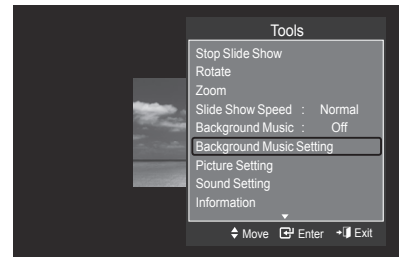 Tools
Stop Slide Show
Rotate
Zoom
Slide Show Speed : Normal
Background Music : Off
Background Music Setting
Picture Setting
Sound Setting
Information
Move Enter Exit